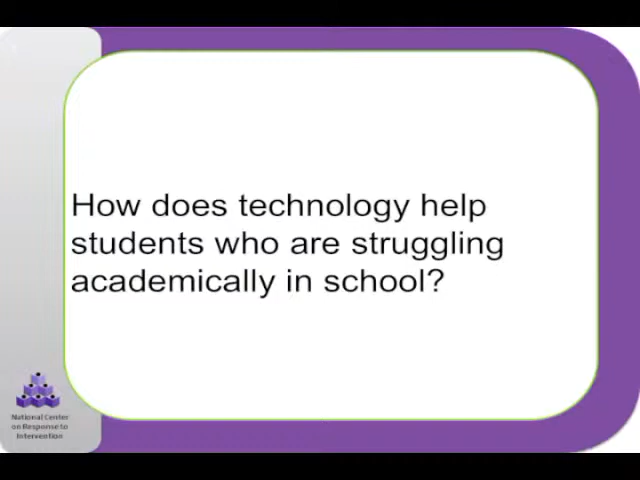 How does technology help
students who are struggling
academically in school?
National Center
on Response to
Intervention